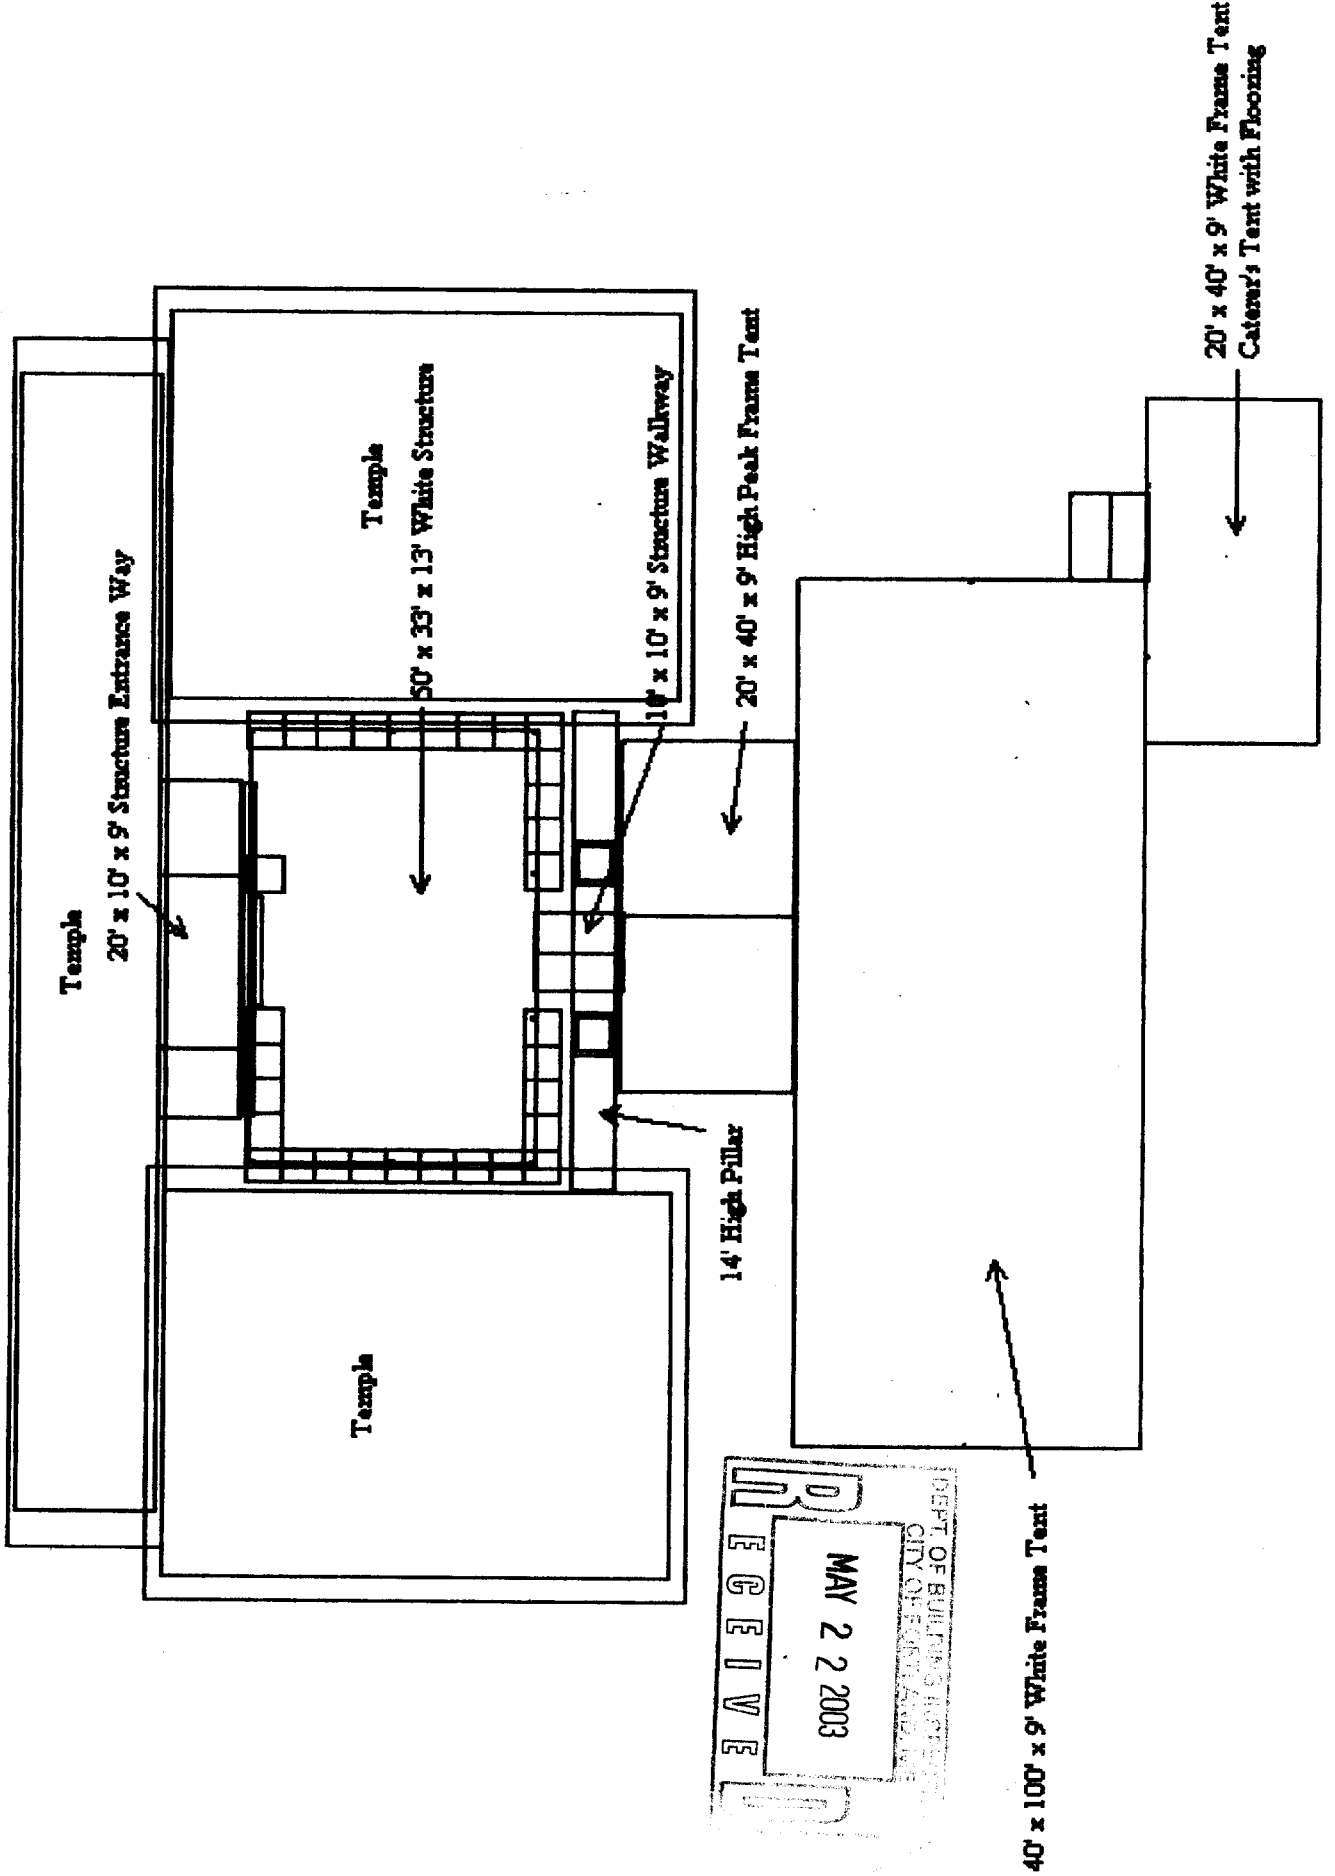 Temple
20' x 10' x 9' Structure Entrance Way
Temple
Temple
50' x 33' x 13' White Structure
10' x 10' x 9' Structure Walkway
14' High Pillar
20' x 40' x 9' High Peak Frame Tent
DEPT. OF BUILDING
CITY OF PORTLAND, ME
MAY 2 2 2003
RECEIVED
40' x 100' x 9' White Frame Tent
20' x 40' x 9' White Frame Tent
Caterer's Tent with Flooring